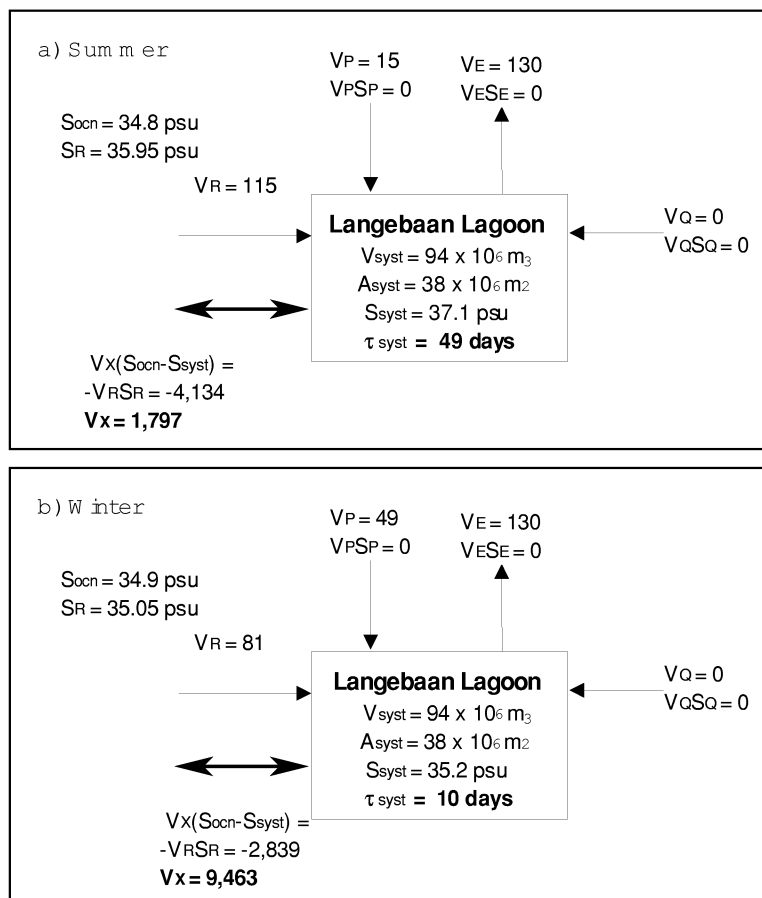 a) Summer
VP = 15
VPSP = 0
VE = 130
VESE = 0
Socn = 34.8 psu
SR = 35.95 psu
VR = 115
Langebaan Lagoon
Vsyst = 94 x 10⁶ m₃
Asyst = 38 x 10⁶ m²
Ssyst = 37.1 psu
τ syst = 49 days
VQ = 0
VQSQ = 0
VX(Socn-Ssyst) =
-VRSR = -4,134
Vx = 1,797
b) Winter
VP = 49
VPSP = 0
VE = 130
VESE = 0
Socn = 34.9 psu
SR = 35.05 psu
VR = 81
Langebaan Lagoon
Vsyst = 94 x 10⁶ m₃
Asyst = 38 x 10⁶ m²
Ssyst = 35.2 psu
τ syst = 10 days
VQ = 0
VQSQ = 0
VX(Socn-Ssyst) =
-VRSR = -2,839
Vx = 9,463